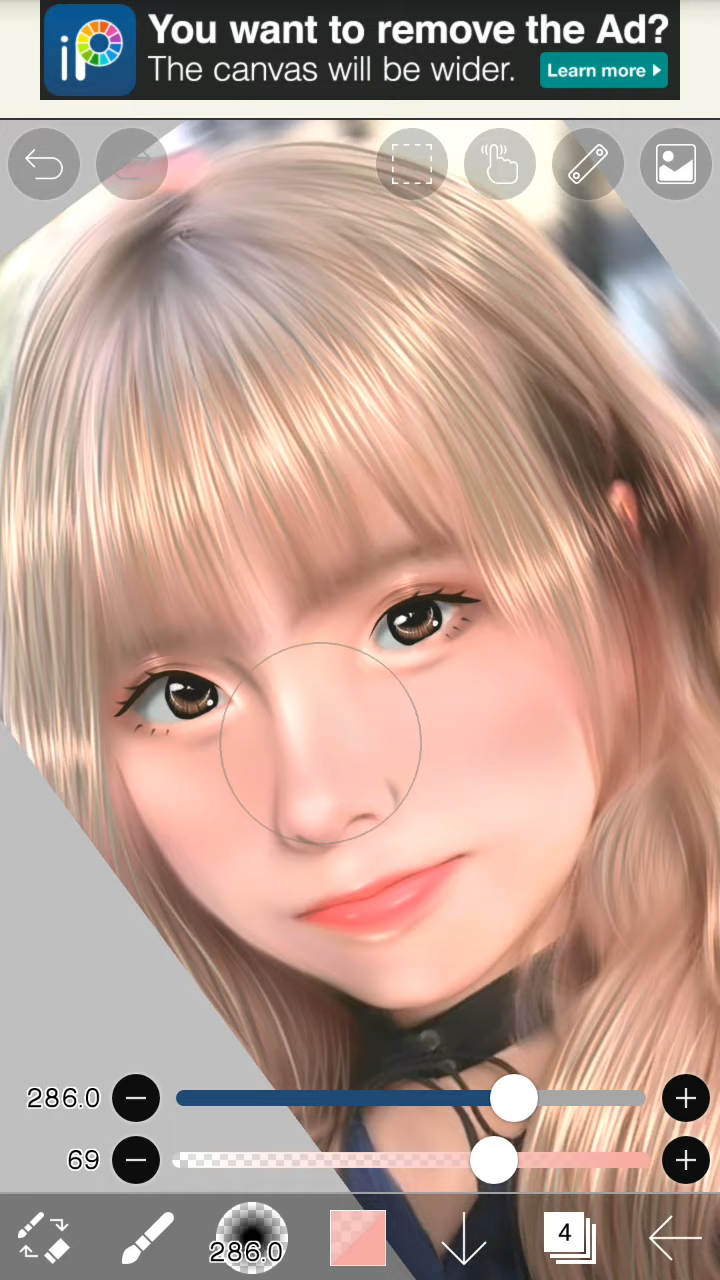 iP
You want to remove the Ad?
The canvas will be wider.
Learn more
286.0
69
286.0
4